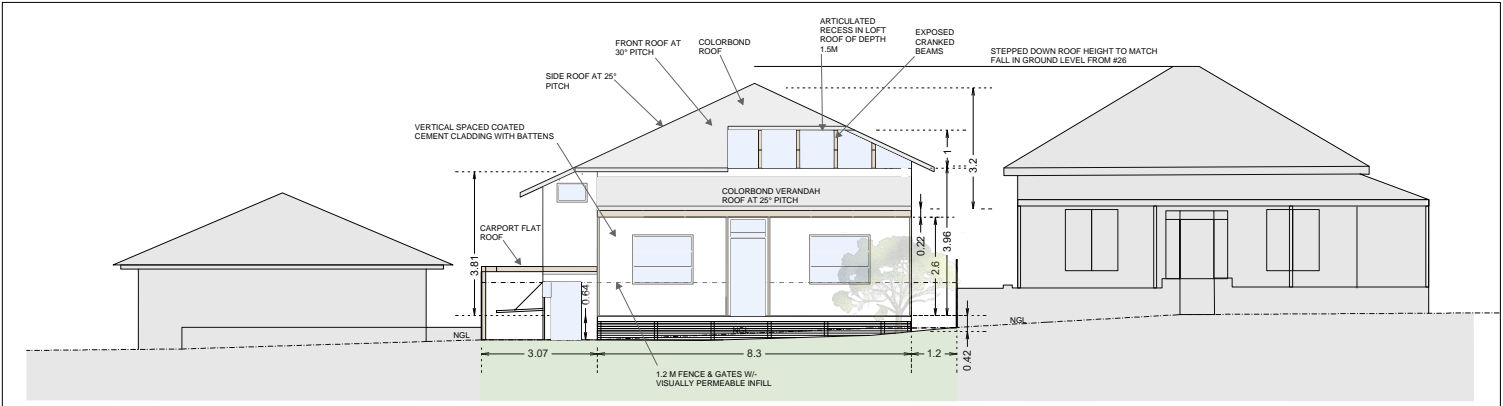 ARTICULATED
RECESS IN LOFT
ROOF OF DEPTH
1.5M
EXPOSED
CRANKED
BEAMS
FRONT ROOF AT
30° PITCH
COLORBOND
ROOF
STEPPED DOWN ROOF HEIGHT TO MATCH
FALL IN GROUND LEVEL FROM #26
SIDE ROOF AT 25°
PITCH
VERTICAL SPACED COATED
CEMENT CLADDING WITH BATTENS
1
3.2
COLORBOND VERANDAH
ROOF AT 25° PITCH
CARPORT FLAT
ROOF
3.81
0.22
3.96
2.6
0.64
NGL
NGL
NGL
3.07
8.3
1.2
0.42
1.2 M FENCE & GATES W/-
VISUALLY PERMEABLE INFILL